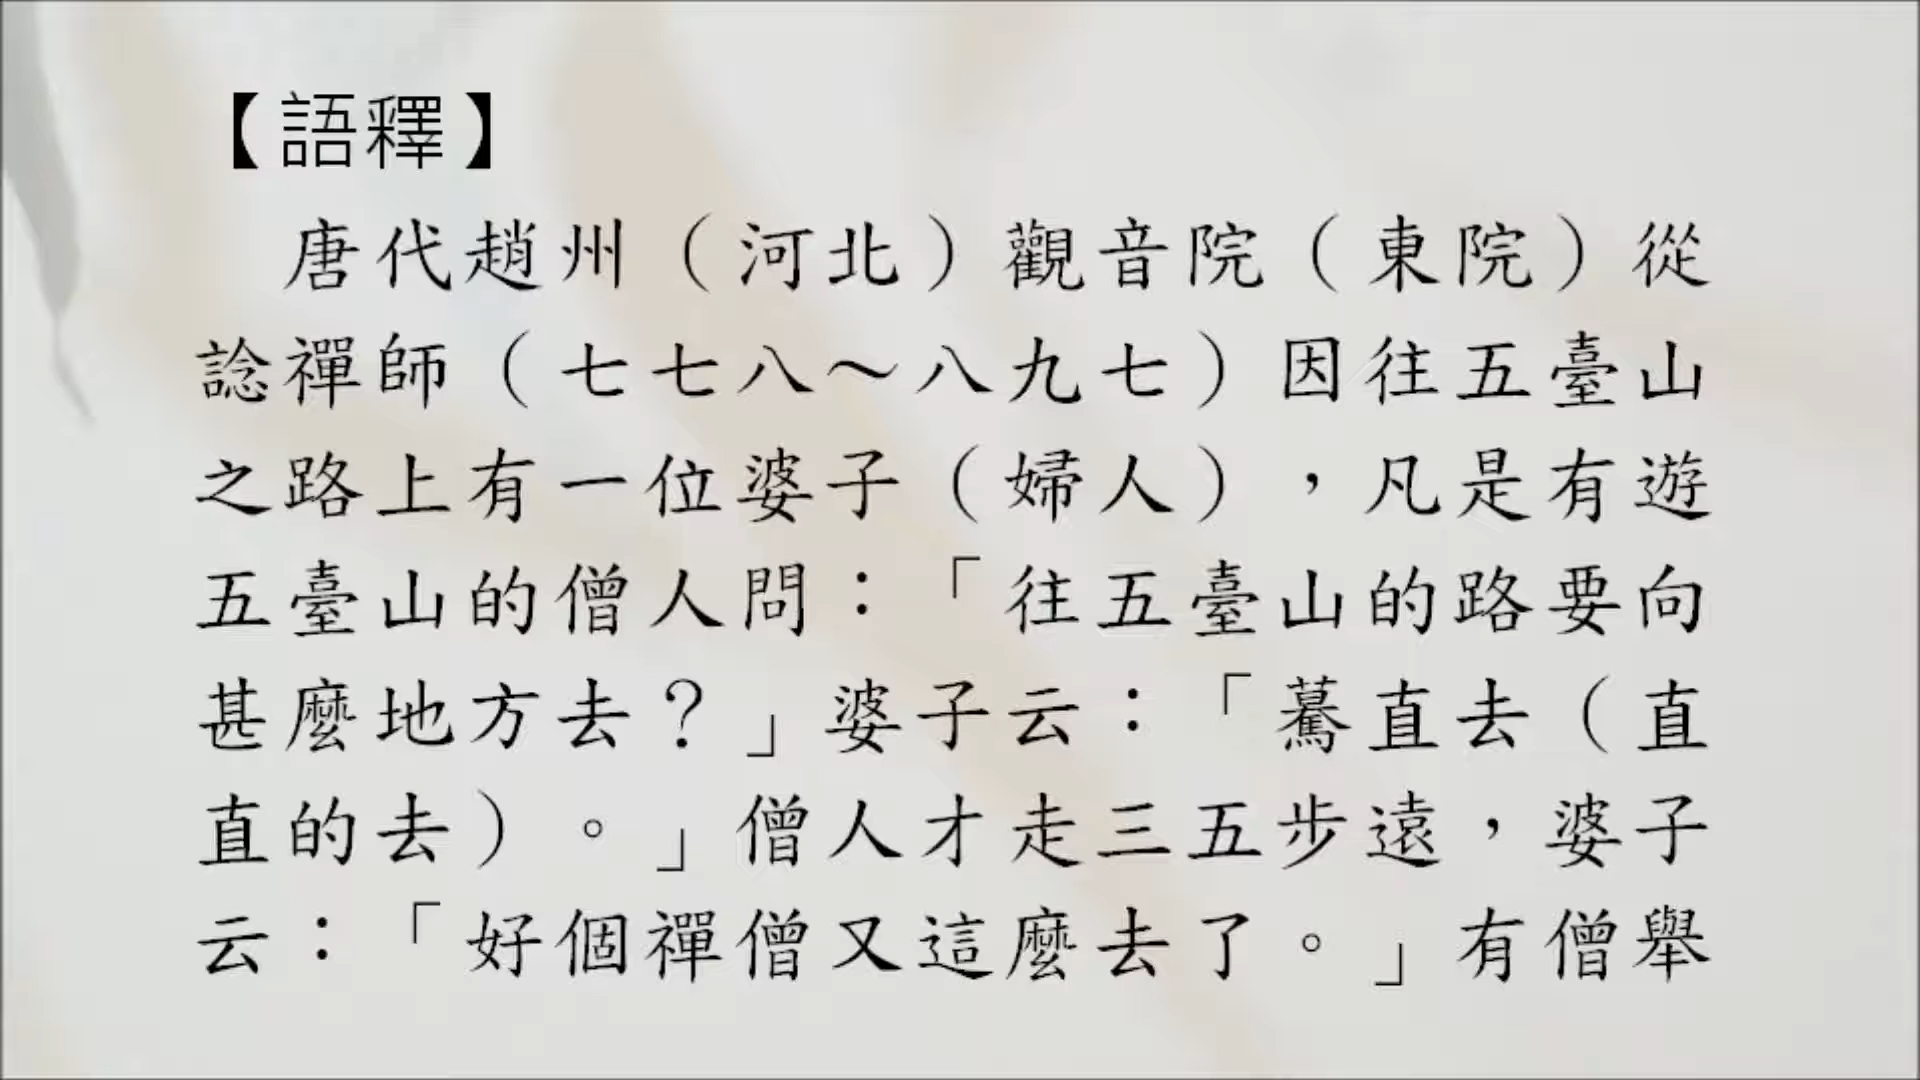 【語釋】
唐代趙州（河北）觀音院（東院）從
諗禪師（七七八～八九七）因往五臺山
之路上有一位婆子（婦人），凡是有遊
五臺山的僧人問：「往五臺山的路要向
甚麼地方去？」婆子云：「驀直去（直
直的去）。」僧人才走三五步遠，婆子
云：「好個禪僧又這麼去了。」有僧舉